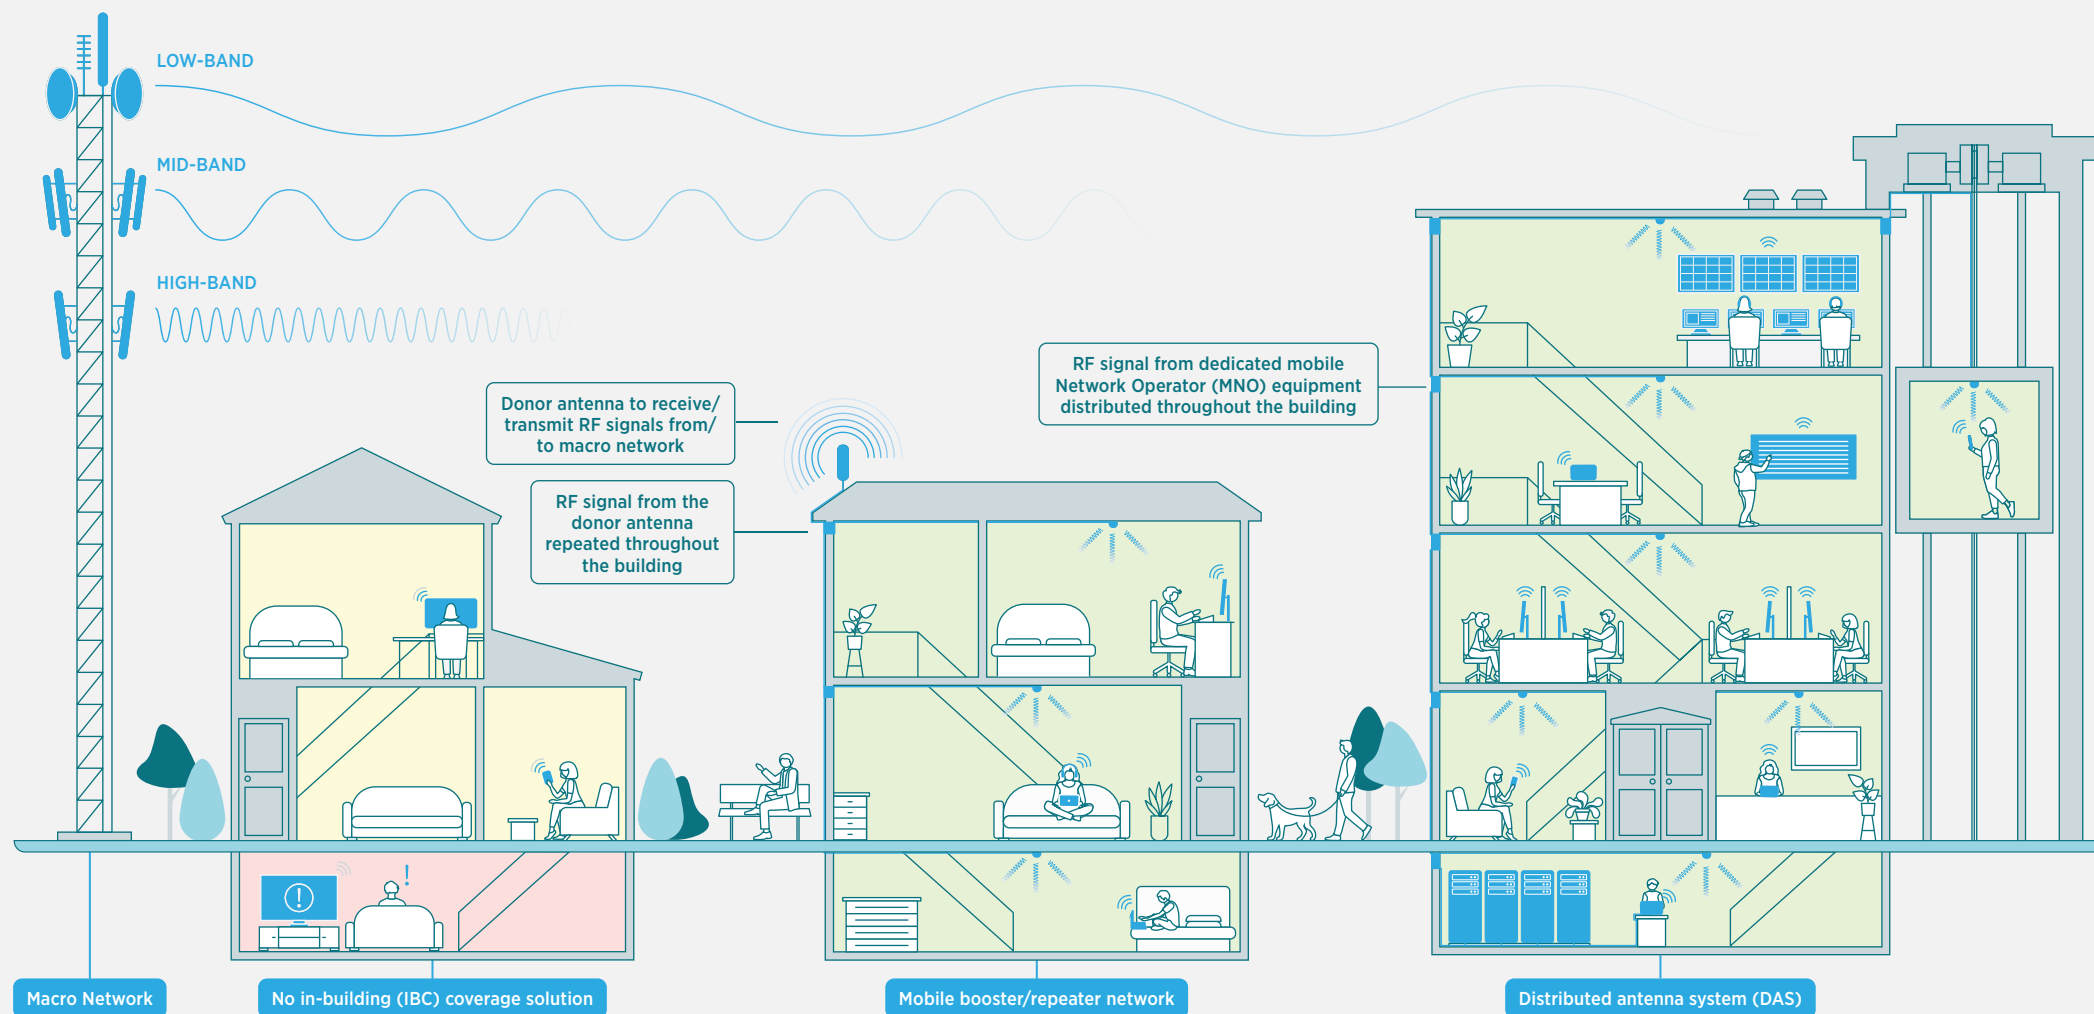 LOW-BAND
MID-BAND
HIGH-BAND
Donor antenna to receive/
transmit RF signals from/
to macro network
RF signal from the
donor antenna
repeated throughout
the building
RF signal from dedicated mobile
Network Operator (MNO) equipment
distributed throughout the building
!
!
Macro Network
No in-building (IBC) coverage solution
Mobile booster/repeater network
Distributed antenna system (DAS)